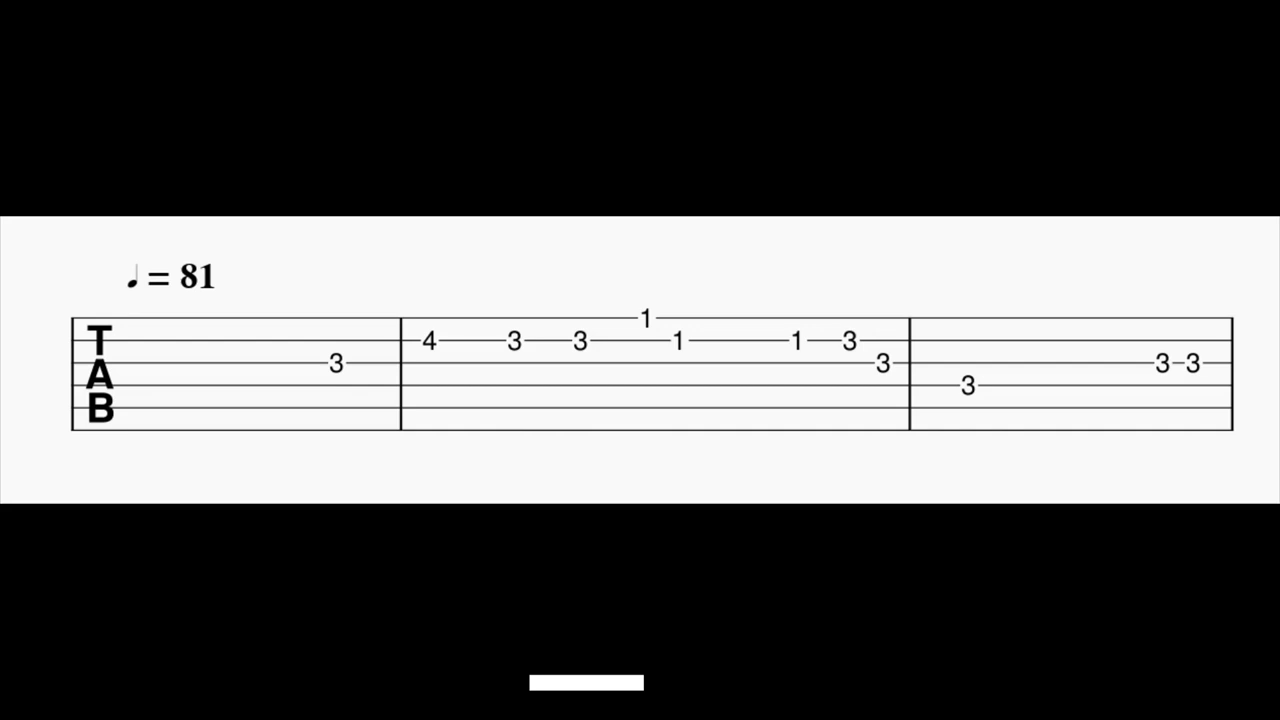 ♩ = 81
1
T 4 3 3 1 1 3
A 3 3 3 3
B 3